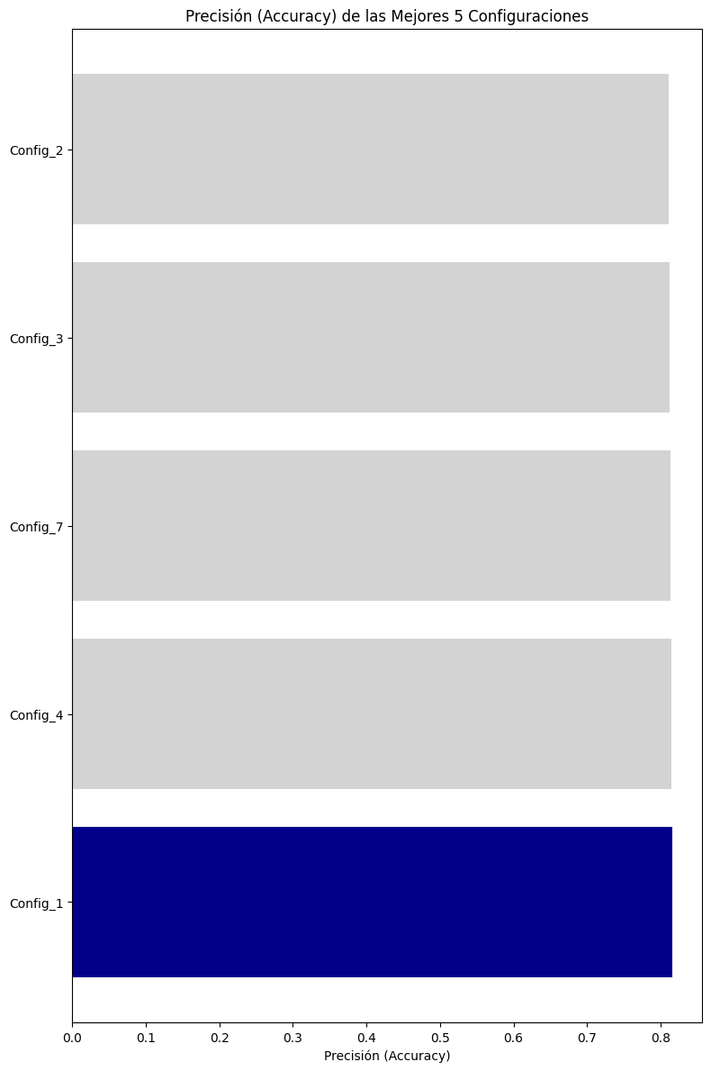 Precisión (Accuracy) de las Mejores 5 Configuraciones
Config_2
Config_3
Config_7
Config_4
Config_1
0.0 0.1 0.2 0.3 0.4 0.5 0.6 0.7 0.8
Precisión (Accuracy)